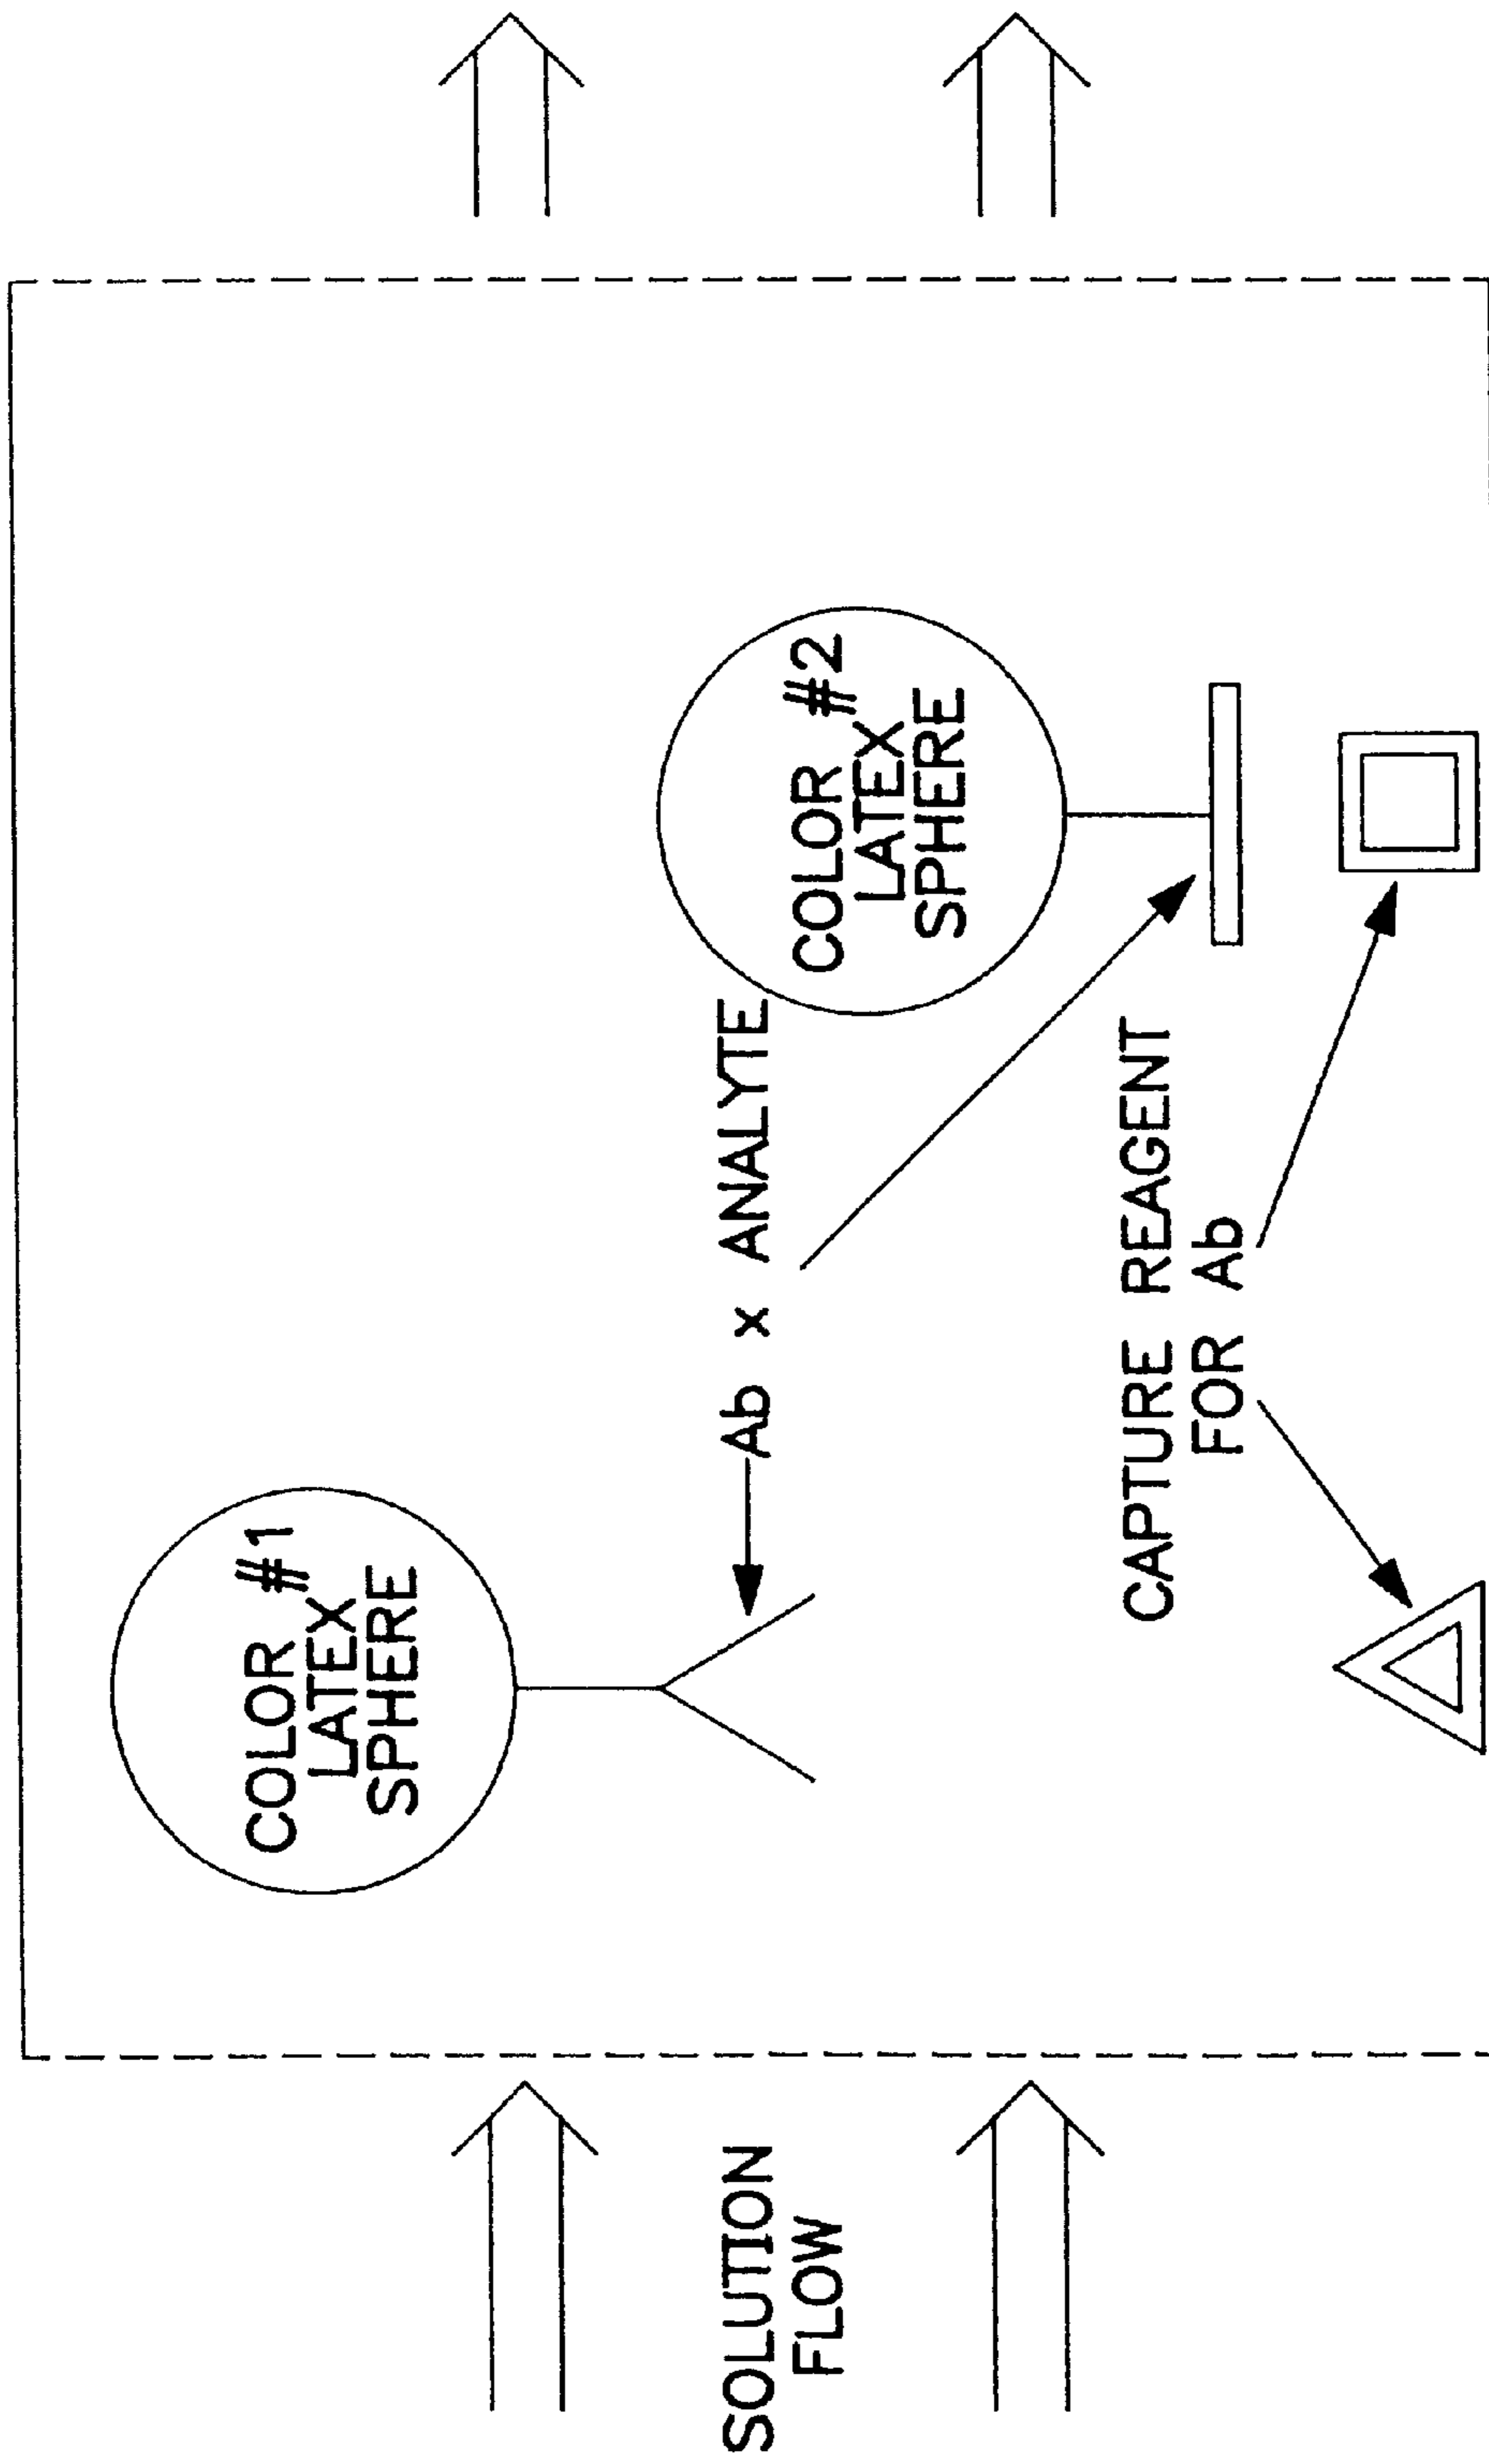 SOLUTION
FLOW
COLOR #1
LATEX
SPHERE
Ab x ANALYTE
COLOR #2
LATEX
SPHERE
CAPTURE REAGENT
FOR Ab